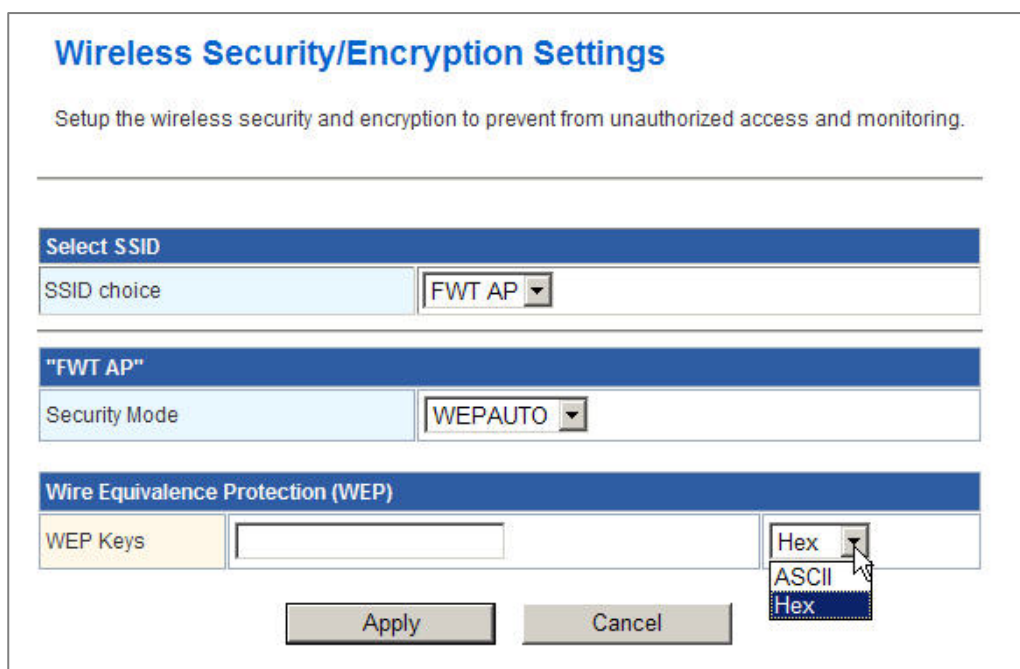 Wireless Security/Encryption Settings
Setup the wireless security and encryption to prevent from unauthorized access and monitoring.
Select SSID
SSID choice FWT AP
"FWT AP"
Security Mode WEPAUTO
Wire Equivalence Protection (WEP)
WEP Keys Hex
ASCII
Hex
Apply Cancel